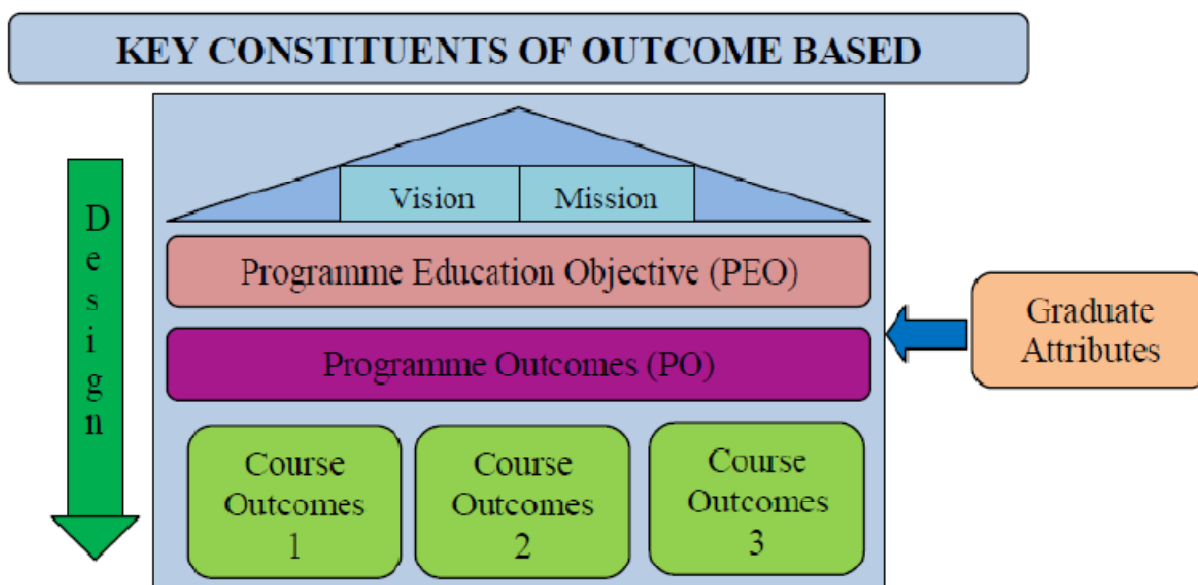 KEY CONSTITUENTS OF OUTCOME BASED
Design
Vision
Mission
Programme Education Objective (PEO)
Programme Outcomes (PO)
Graduate
Attributes
Course
Outcomes
1
Course
Outcomes
2
Course
Outcomes
3